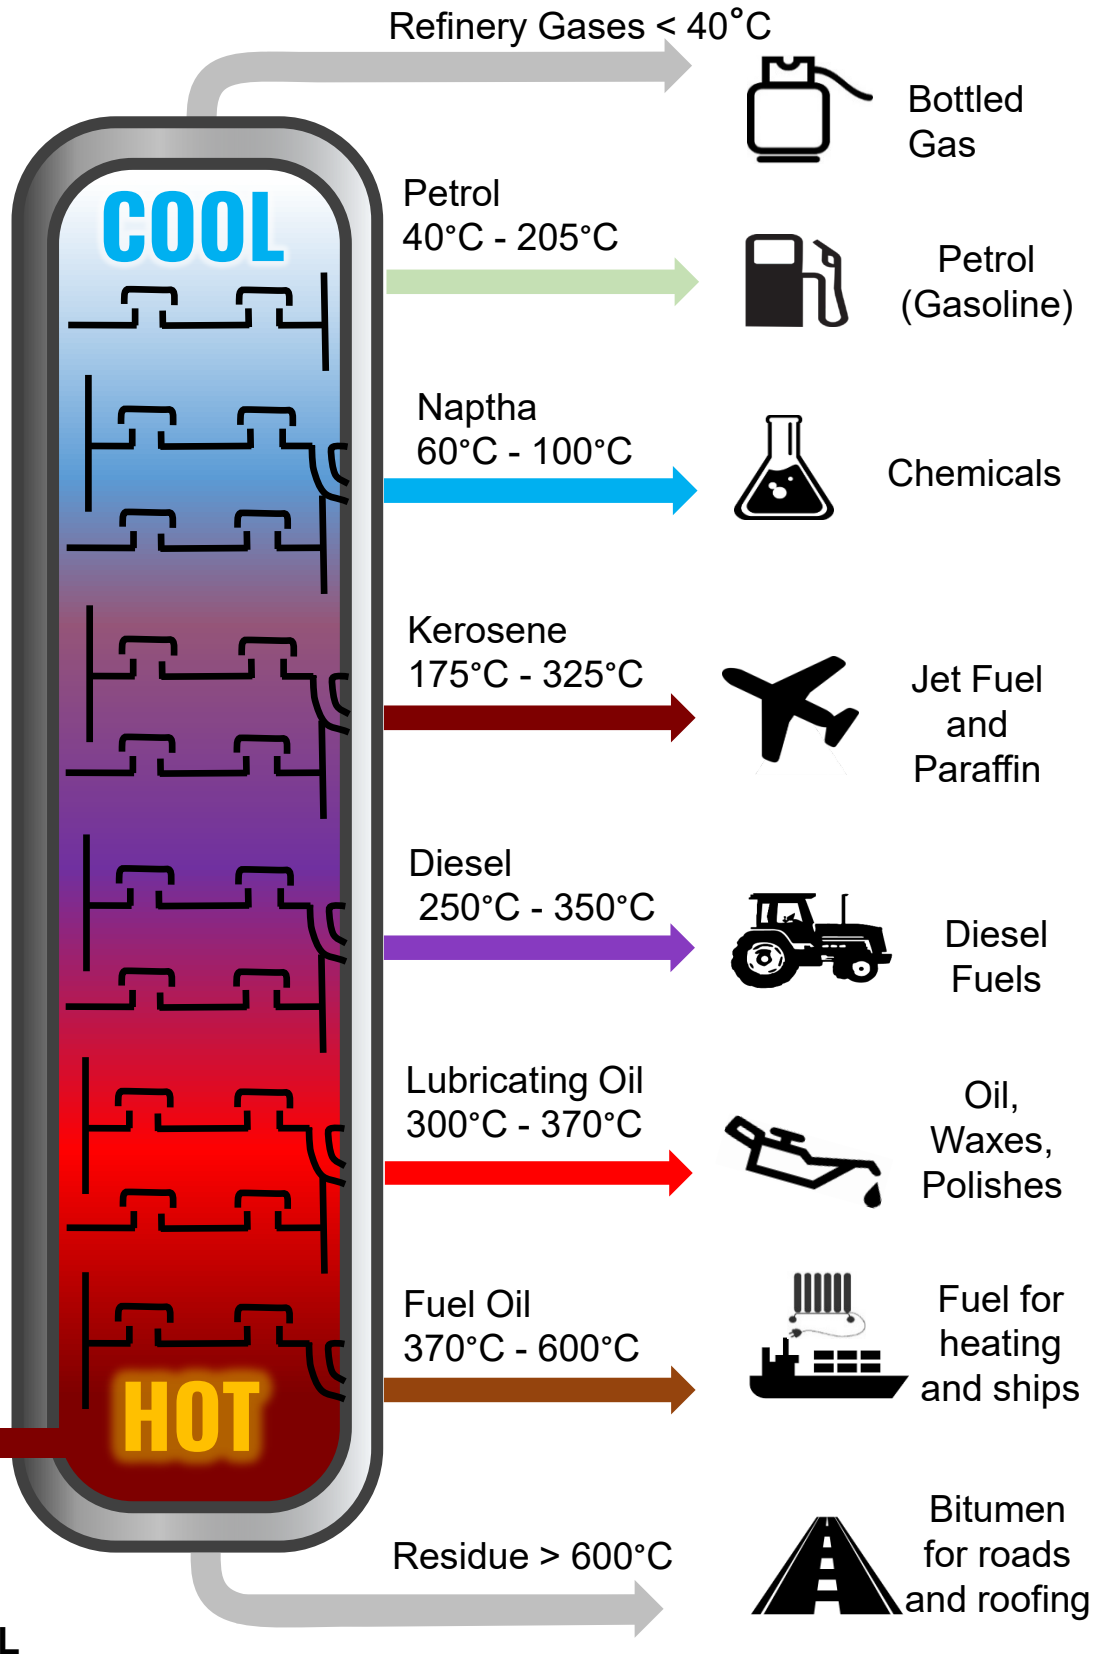 Refinery Gases < 40°C
Bottled
Gas
COOL
Petrol
40°C - 205°C
Petrol
(Gasoline)
Naptha
60°C - 100°C
Chemicals
Kerosene
175°C - 325°C
Jet Fuel
and
Paraffin
Diesel
250°C - 350°C
Diesel
Fuels
Lubricating Oil
300°C - 370°C
Oil,
Waxes,
Polishes
Fuel Oil
370°C - 600°C
Fuel for
heating
and ships
HOT
Residue > 600°C
Bitumen
for roads
and roofing
L